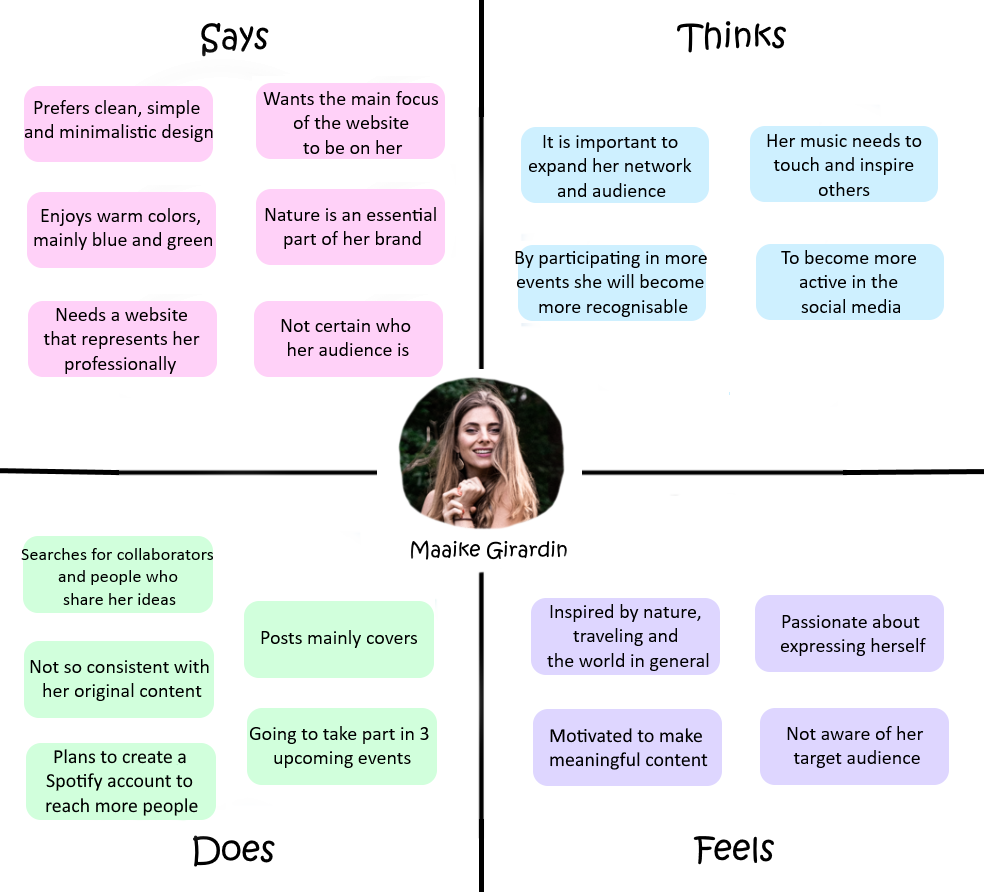 Says
Prefers clean, simple
and minimalistic design
Wants the main focus
of the website
to be on her
Enjoys warm colors,
mainly blue and green
Nature is an essential
part of her brand
Needs a website
that represents her
professionally
Not certain who
her audience is
Thinks
It is important to
expand her network
and audience
Her music needs to
touch and inspire
others
By participating in more
events she will become
more recognisable
To become more
active in the
social media
Maaike Girardin
Searches for collaborators
and people who
share her ideas
Posts mainly covers
Not so consistent with
her original content
Going to take part in 3
upcoming events
Plans to create a
Spotify account to
reach more people
Does
Inspired by nature,
traveling and
the world in general
Passionate about
expressing herself
Motivated to make
meaningful content
Not aware of her
target audience
Feels